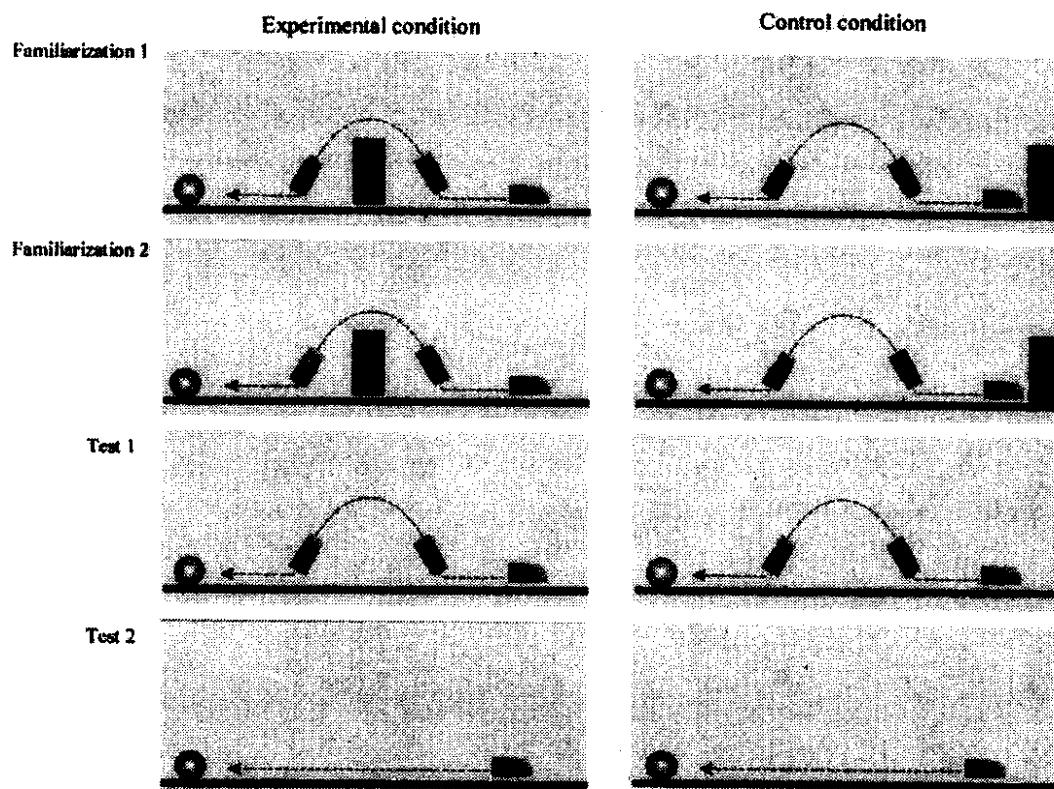 Experimental condition
Control condition
Familiarization 1
Familiarization 2
Test 1
Test 2